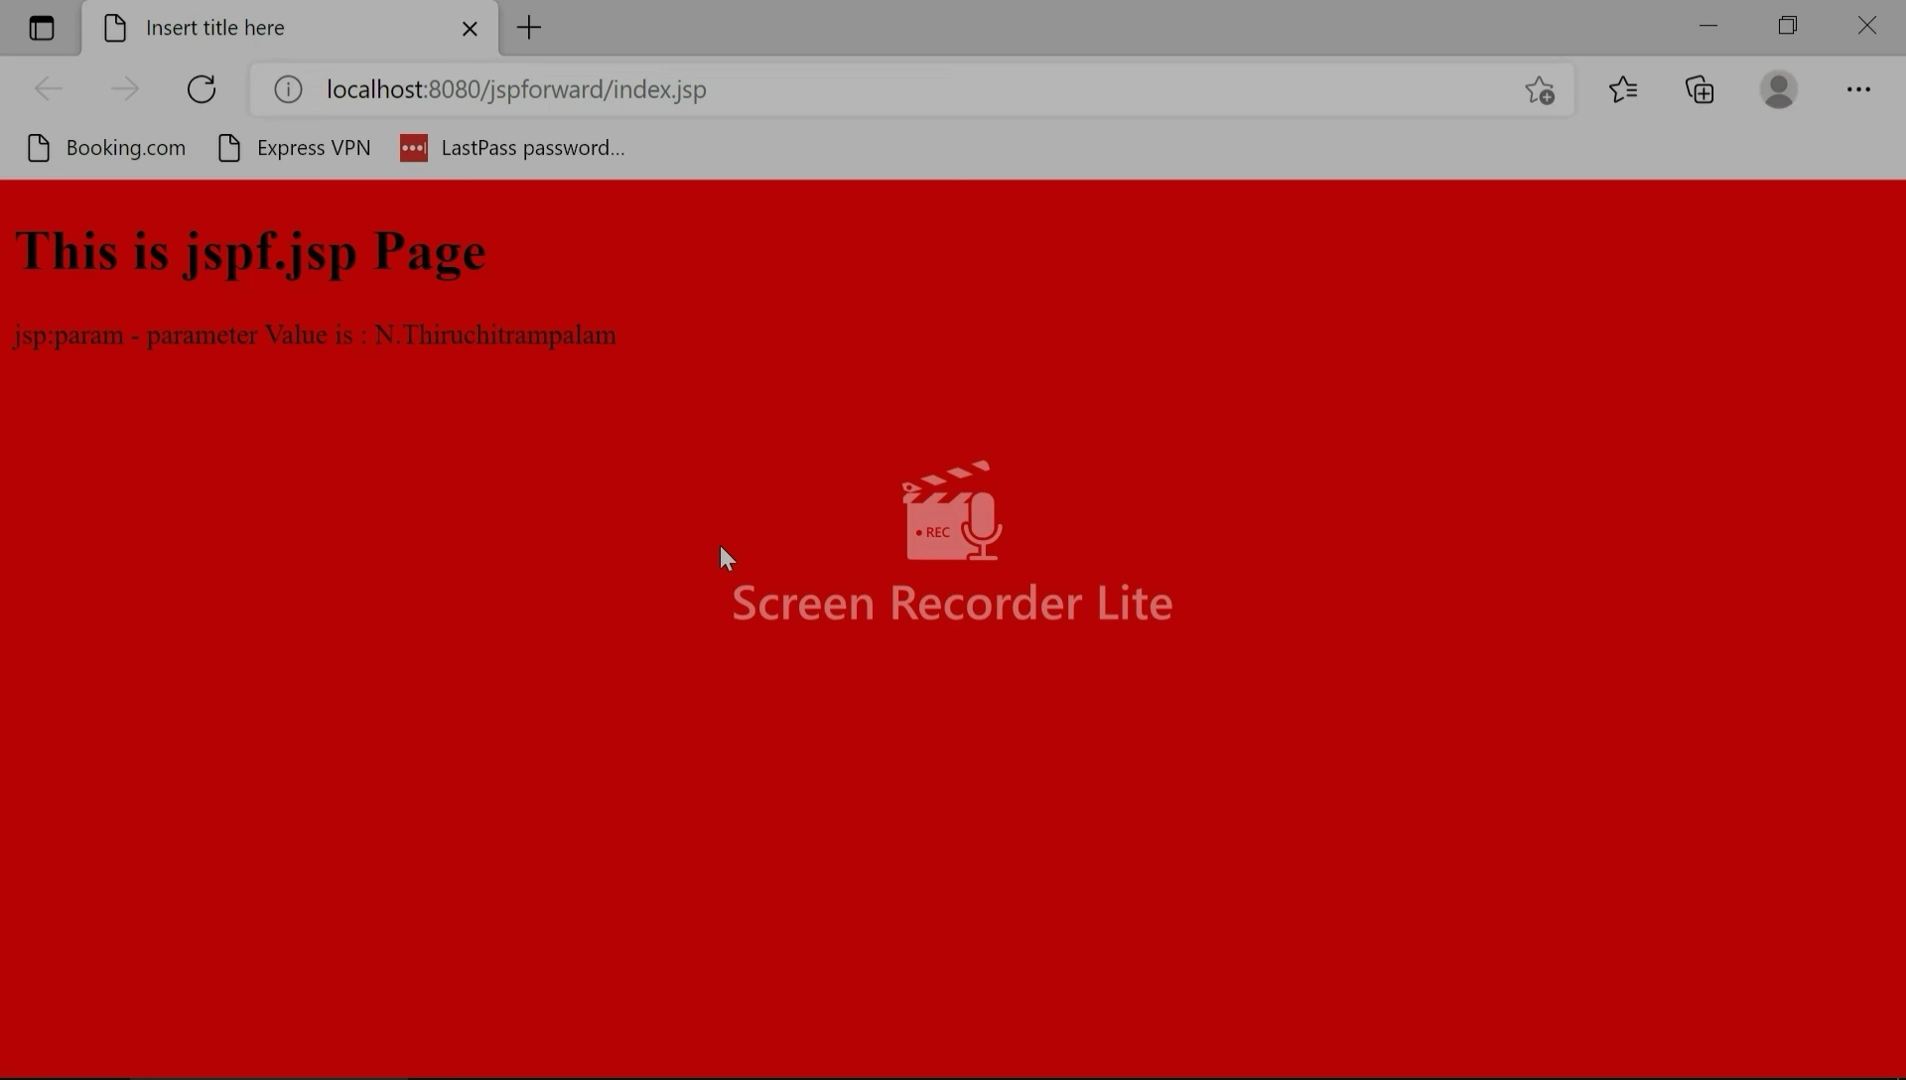 Insert title here
localhost:8080/jspforward/index.jsp
Booking.com Express VPN LastPass password...
This is jspf.jsp Page
jsp:param - parameter Value is : N.Thiruchitrampalam
REC
Screen Recorder Lite